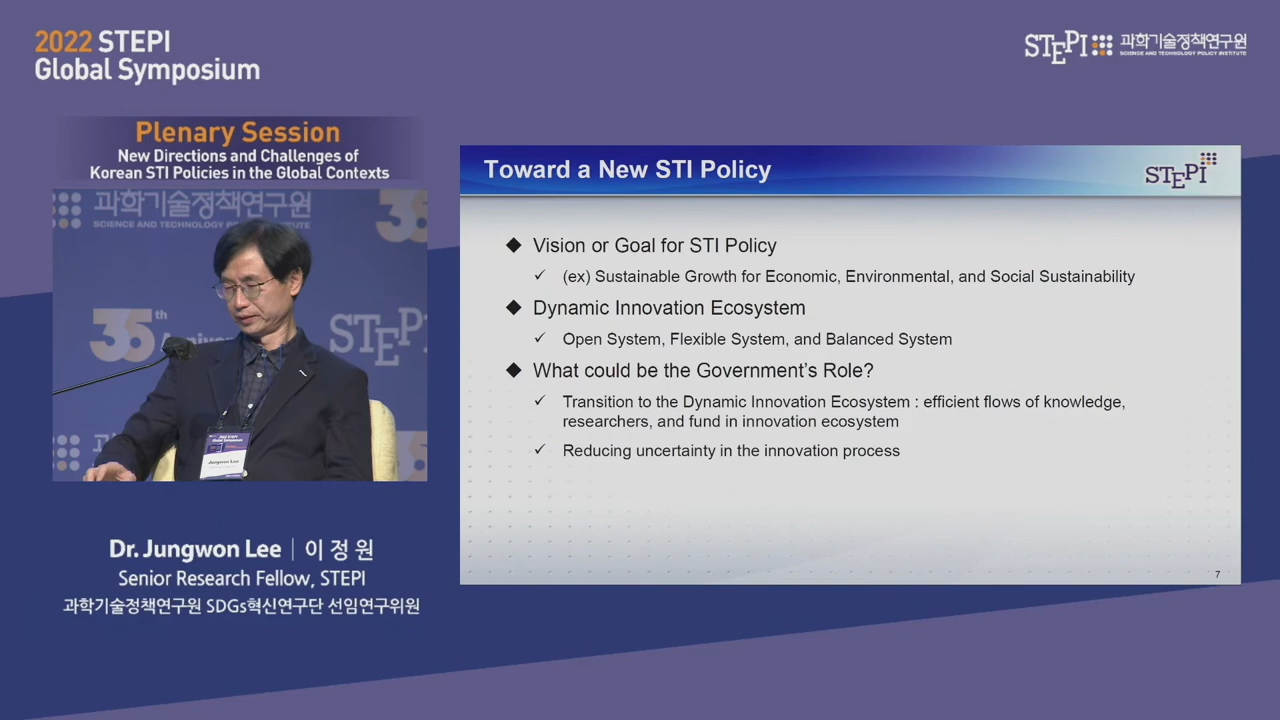 2022 STEPI
Global Symposium
STEPI 과학기술정책연구원
SCIENCE AND TECHNOLOGY POLICY INSTITUTE
Plenary Session
New Directions and Challenges of
Korean STI Policies in the Global Contexts
과학기술정책연구원
SCIENCE AND TECHNOLOGY POLICY INSTITUTE
35th
STEPI
2022 STEPI
Global Symposium
Jungwon Lee
Dr. Jungwon Lee | 이 정 원
Senior Research Fellow, STEPI
과학기술정책연구원 SDGs혁신연구단 선임연구위원
Toward a New STI Policy
STEPI
◆ Vision or Goal for STI Policy
✓ (ex) Sustainable Growth for Economic, Environmental, and Social Sustainability
◆ Dynamic Innovation Ecosystem
✓ Open System, Flexible System, and Balanced System
◆ What could be the Government's Role?
✓ Transition to the Dynamic Innovation Ecosystem : efficient flows of knowledge,
researchers, and fund in innovation ecosystem
✓ Reducing uncertainty in the innovation process
7